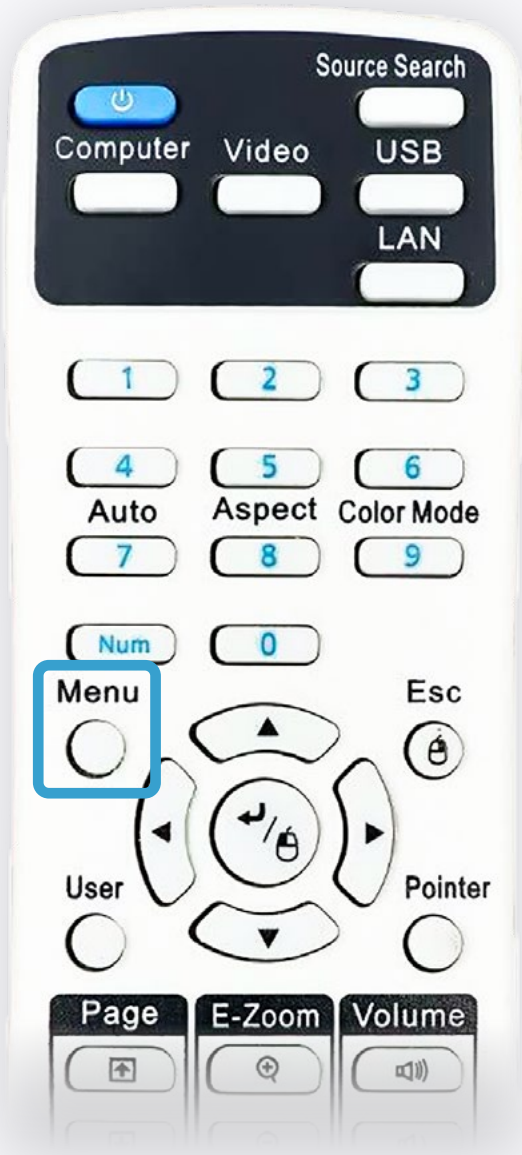 Source Search
Computer Video USB
LAN
1 2 3
4 5 6
Auto Aspect Color Mode
7 8 9
Num 0
Menu Esc
User Pointer
Page E-Zoom Volume